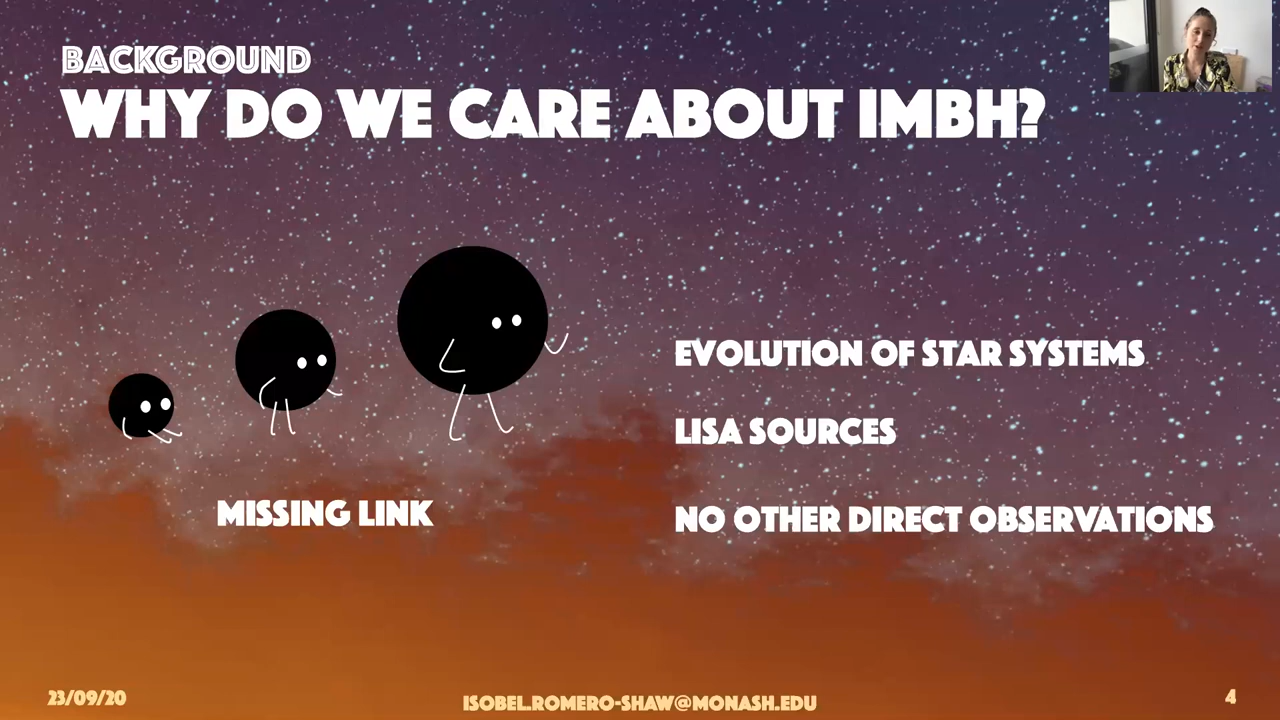 BACKGROUND
WHY DO WE CARE ABOUT IMBH?
EVOLUTION OF STAR SYSTEMS
LISA SOURCES
MISSING LINK
NO OTHER DIRECT OBSERVATIONS
23/09/20
ISOBEL.ROMERO-SHAW@MONASH.EDU
4